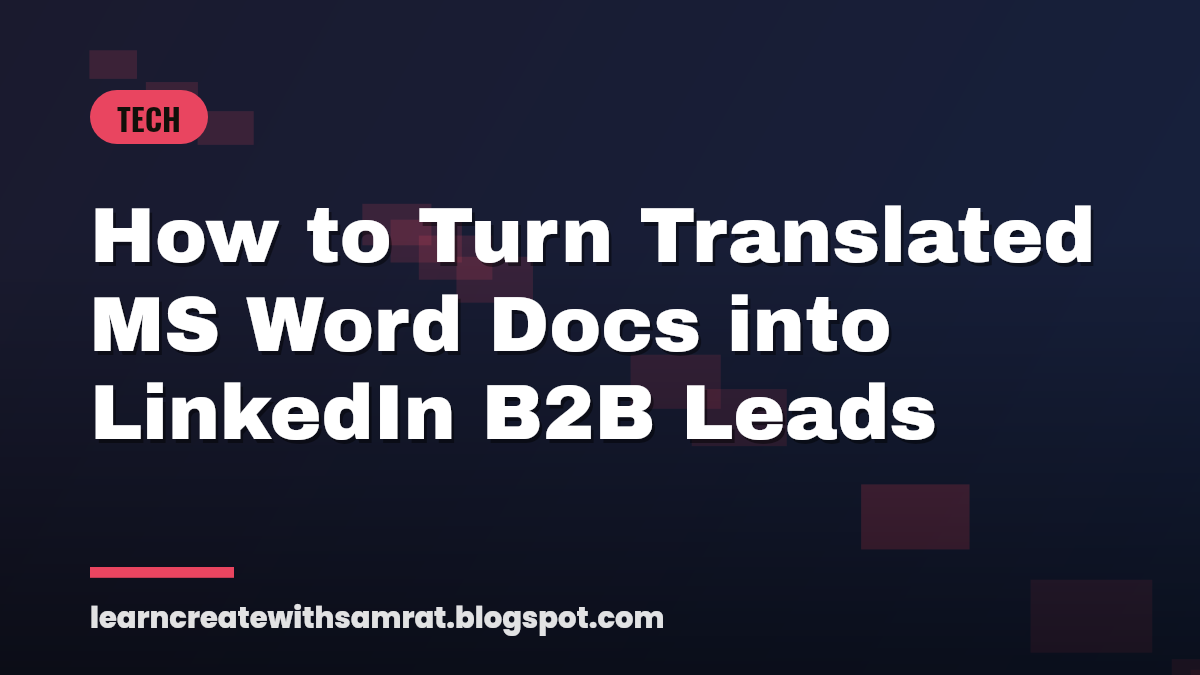 TECH
How to Turn Translated
MS Word Docs into
LinkedIn B2B Leads
learncreatewithsamrat.blogspot.com